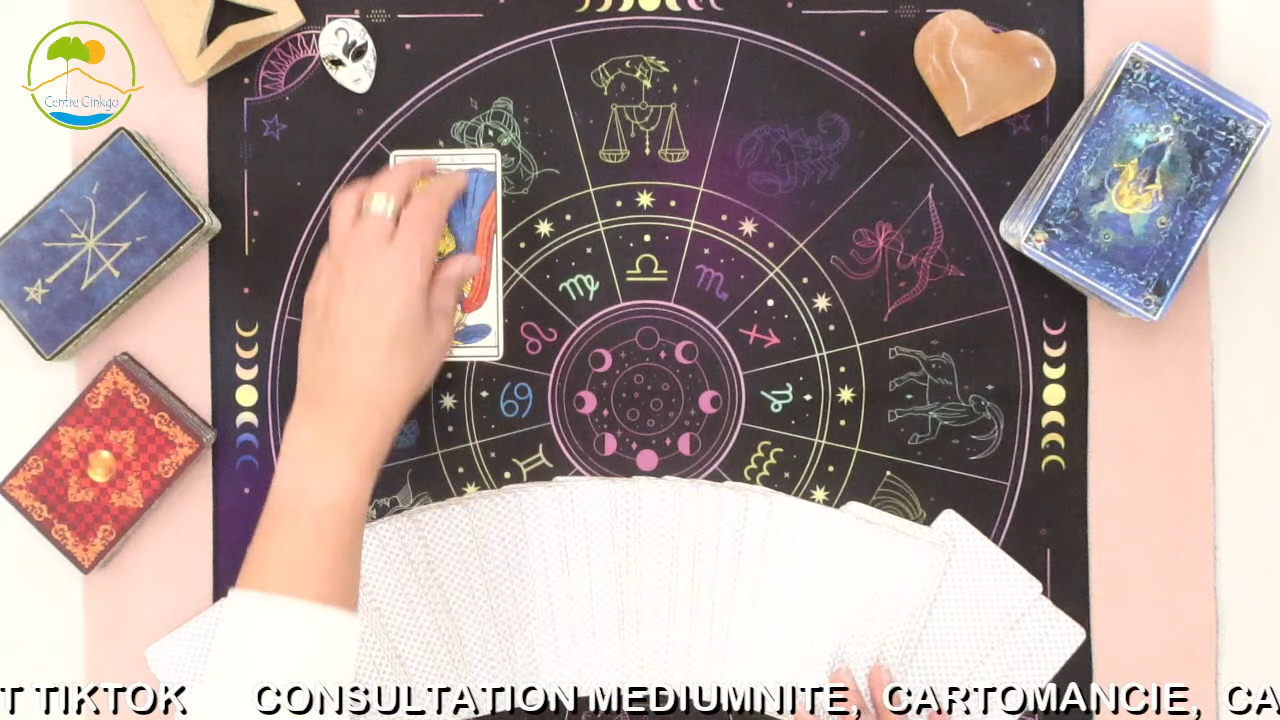 Centre Ginkgo
T TIKTOK CONSULTATION MEDIUMNITE, CARTOMANCIE, CA